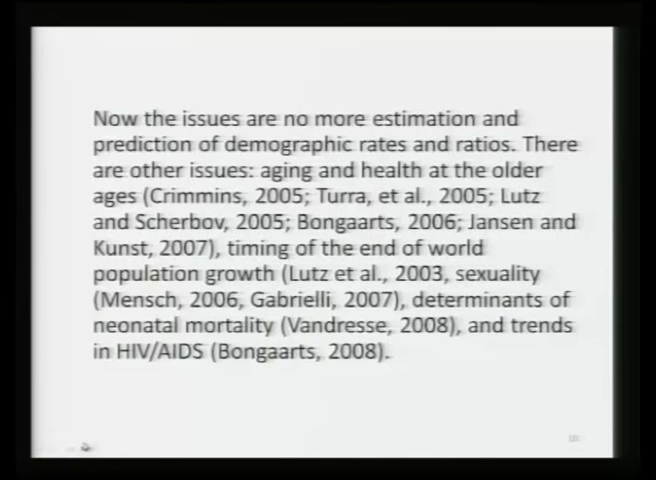 Now the issues are no more estimation and
prediction of demographic rates and ratios. There
are other issues: aging and health at the older
ages (Crimmins, 2005; Turra, et al., 2005; Lutz
and Scherbov, 2005; Bongaarts, 2006; Jansen and
Kunst, 2007), timing of the end of world
population growth (Lutz et al., 2003, sexuality
(Mensch, 2006, Gabrielli, 2007), determinants of
neonatal mortality (Vandresse, 2008), and trends
in HIV/AIDS (Bongaarts, 2008).